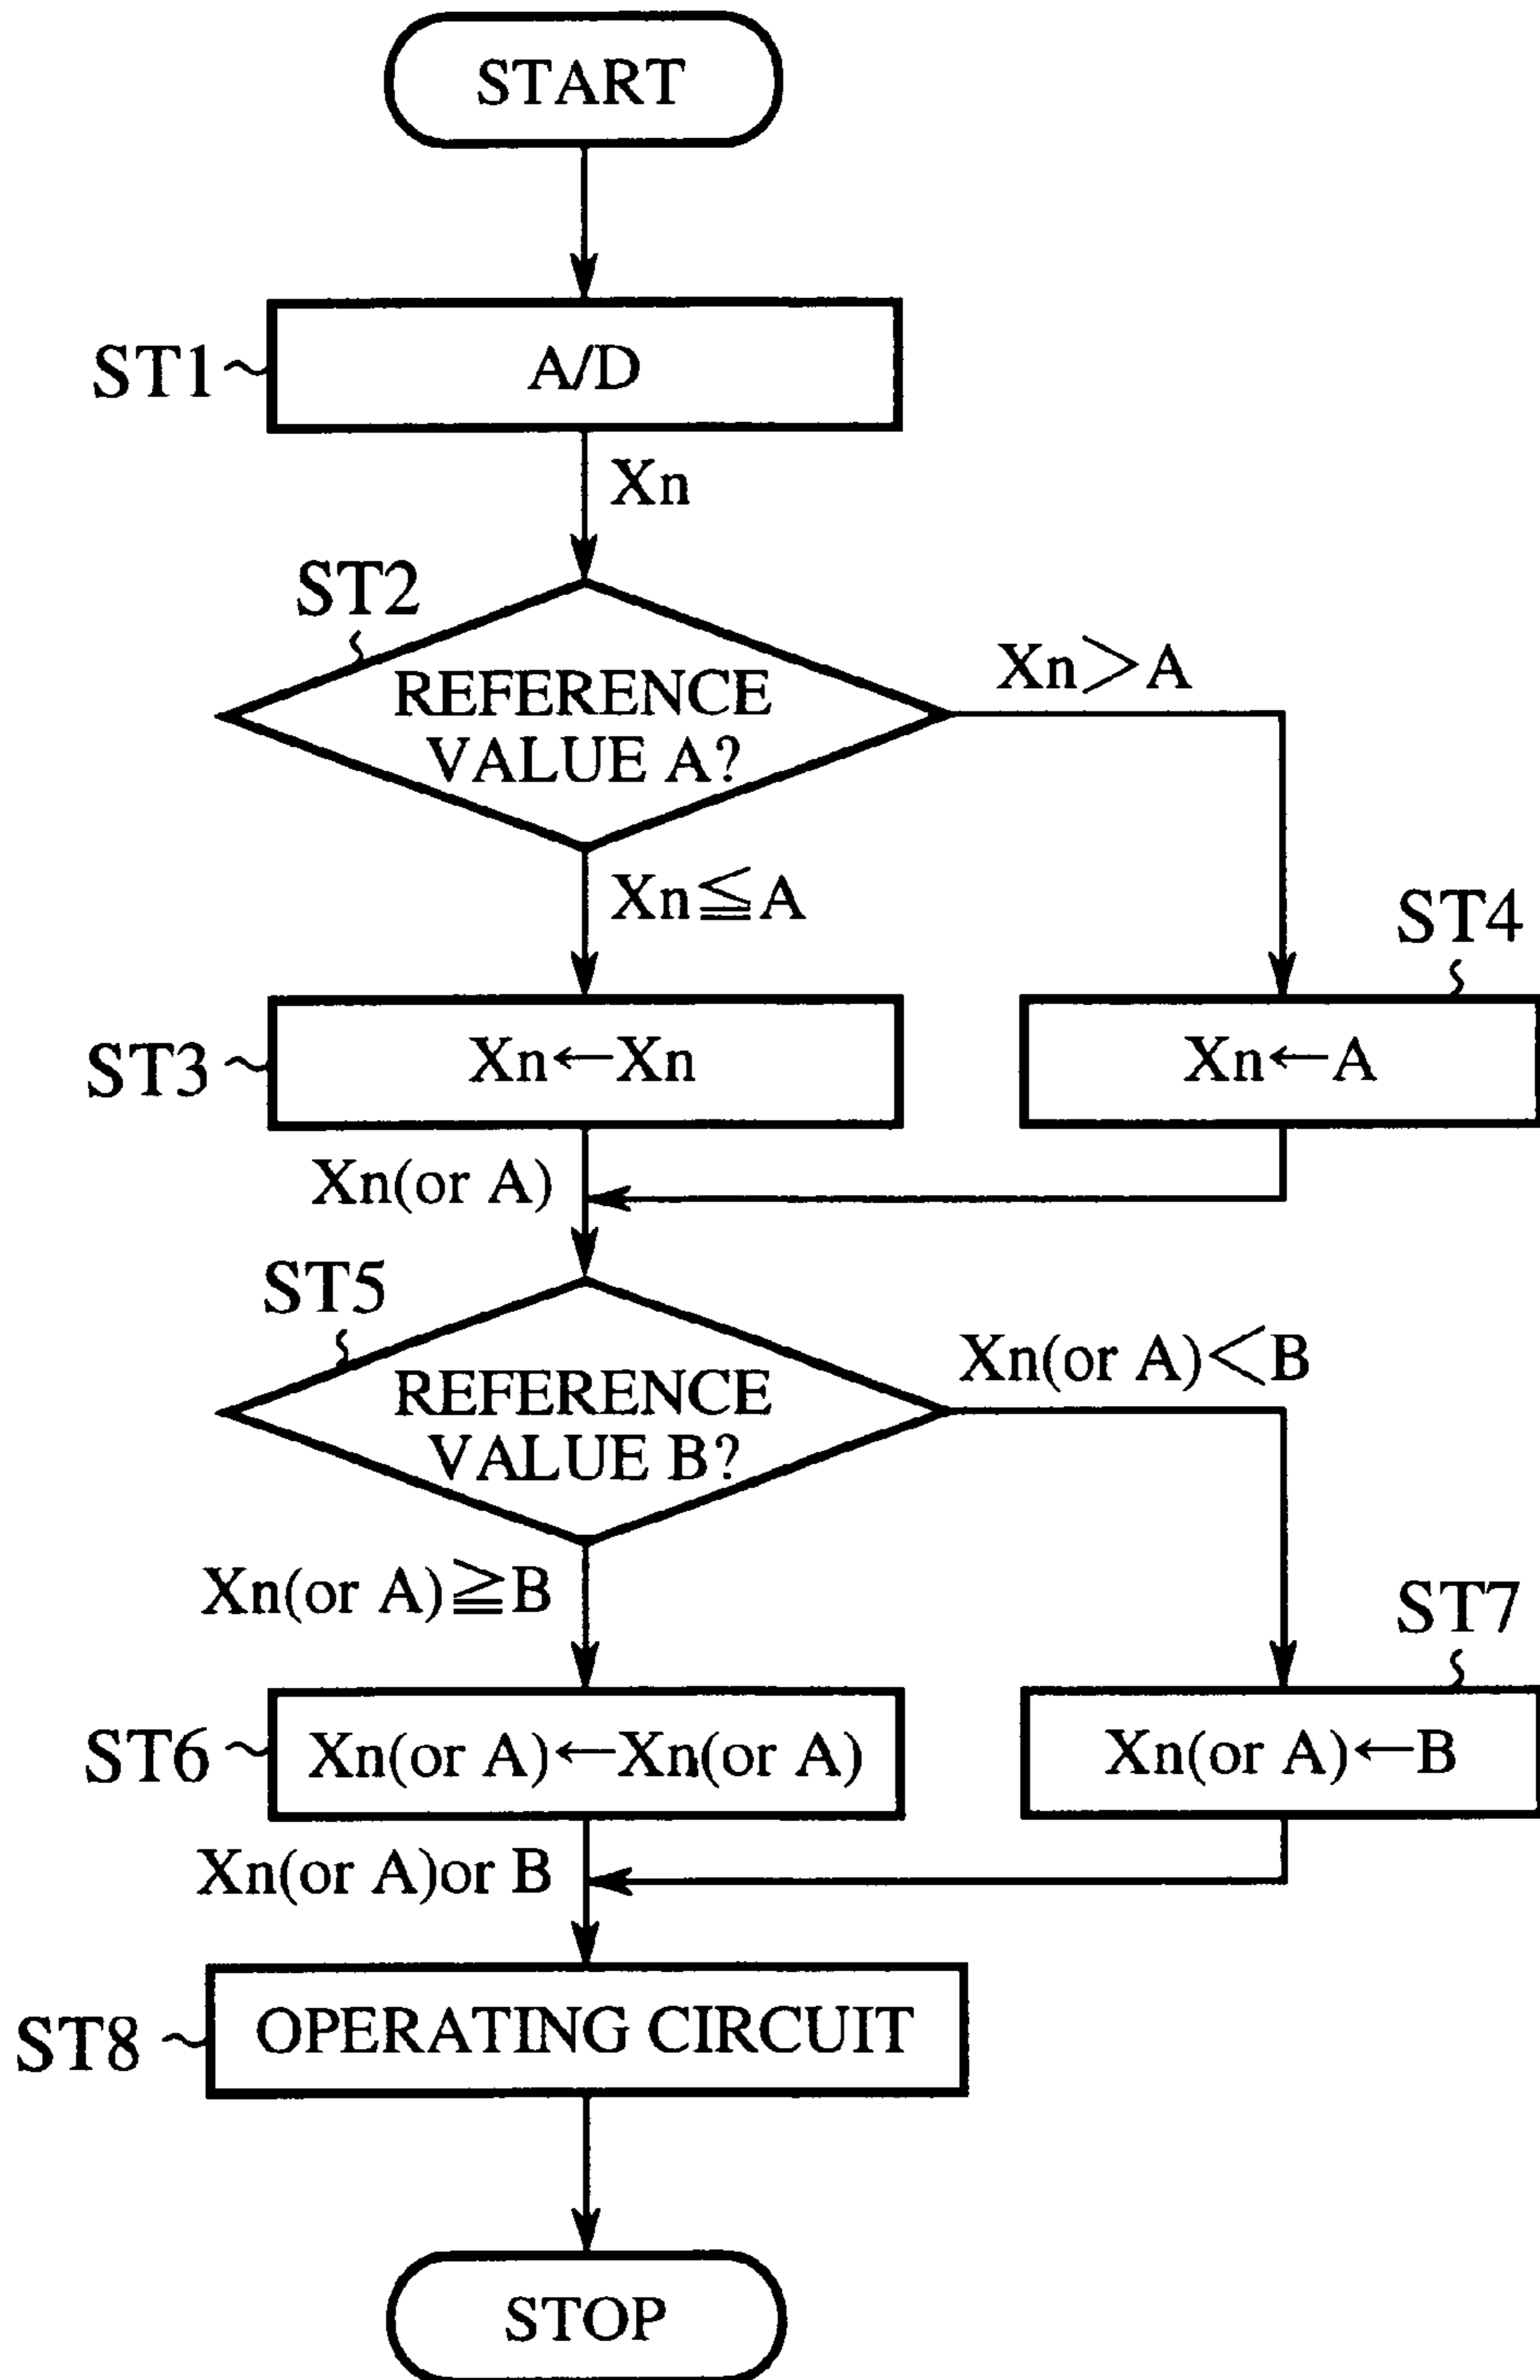 START
ST1
A/D
Xn
ST2
REFERENCE
VALUE A?
Xn>A
Xn≦A
ST4
ST3
Xn←Xn
Xn←A
Xn(or A)
ST5
REFERENCE
VALUE B?
Xn(or A)<B
Xn(or A)≧B
ST7
ST6
Xn(or A)←Xn(or A)
Xn(or A)←B
Xn(or A)or B
ST8
OPERATING CIRCUIT
STOP